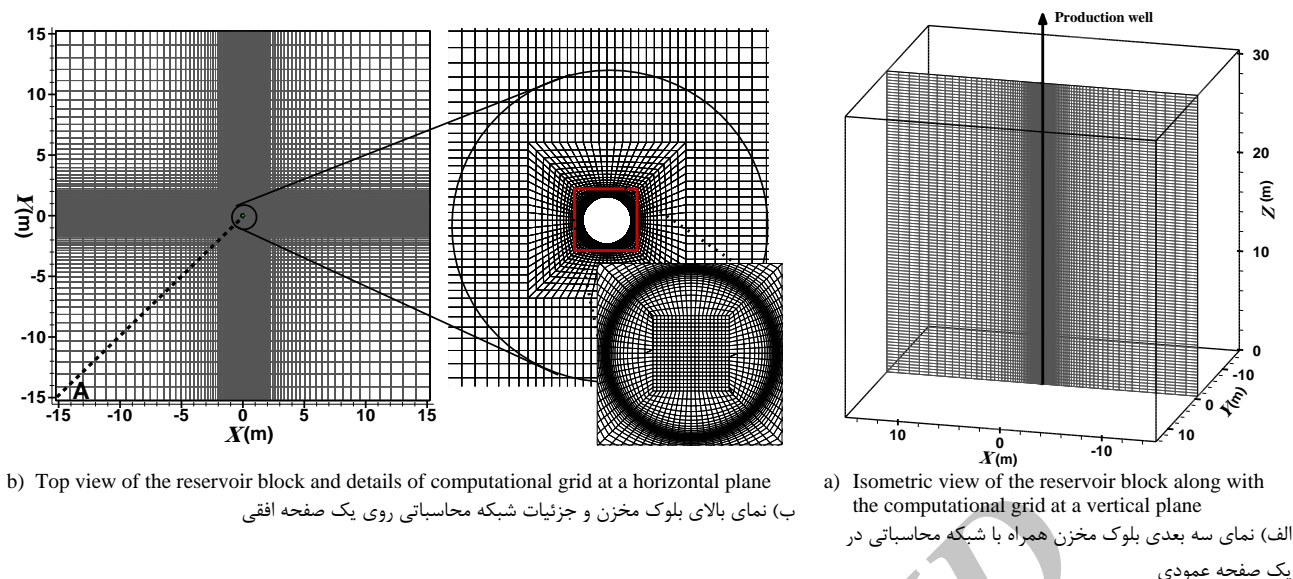 15
10
5
0
-5
-10
-15
Y(m)
A
-15
-10
-5
0
5
10
15
X(m)
Production well
30
20
10
0
Z (m)
-10
0
10
Y(m)
10
0
-10
X(m)
b) Top view of the reservoir block and details of computational grid at a horizontal plane
ب) نمای بالای بلوک مخزن و جزئیات شبکه محاسباتی روی یک صفحه افقی
a) Isometric view of the reservoir block along with
the computational grid at a vertical plane
الف) نمای سه بعدی بلوک مخزن همراه با شبکه محاسباتی در
یک صفحه عمودی